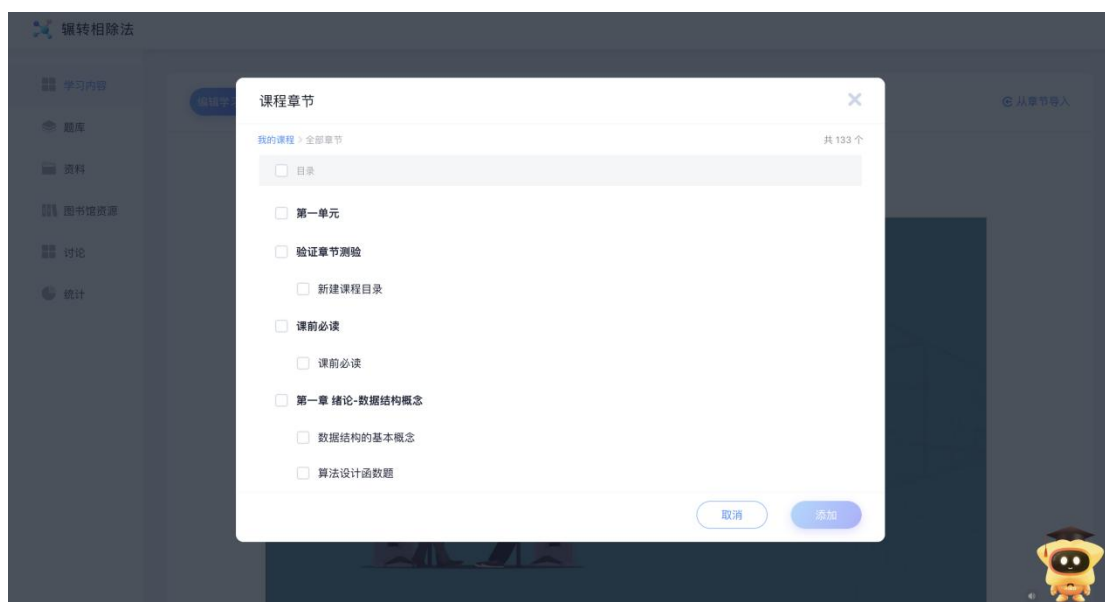 辗转相除法
学习内容
编辑学习
从章节导入
题库
资料
图书馆资源
讨论
统计
课程章节
我的课程 > 全部章节
共 133 个
目录
第一单元
验证章节测验
新建课程目录
课前必读
课前必读
第一章 绪论-数据结构概念
数据结构的基本概念
算法设计函数题
取消
添加